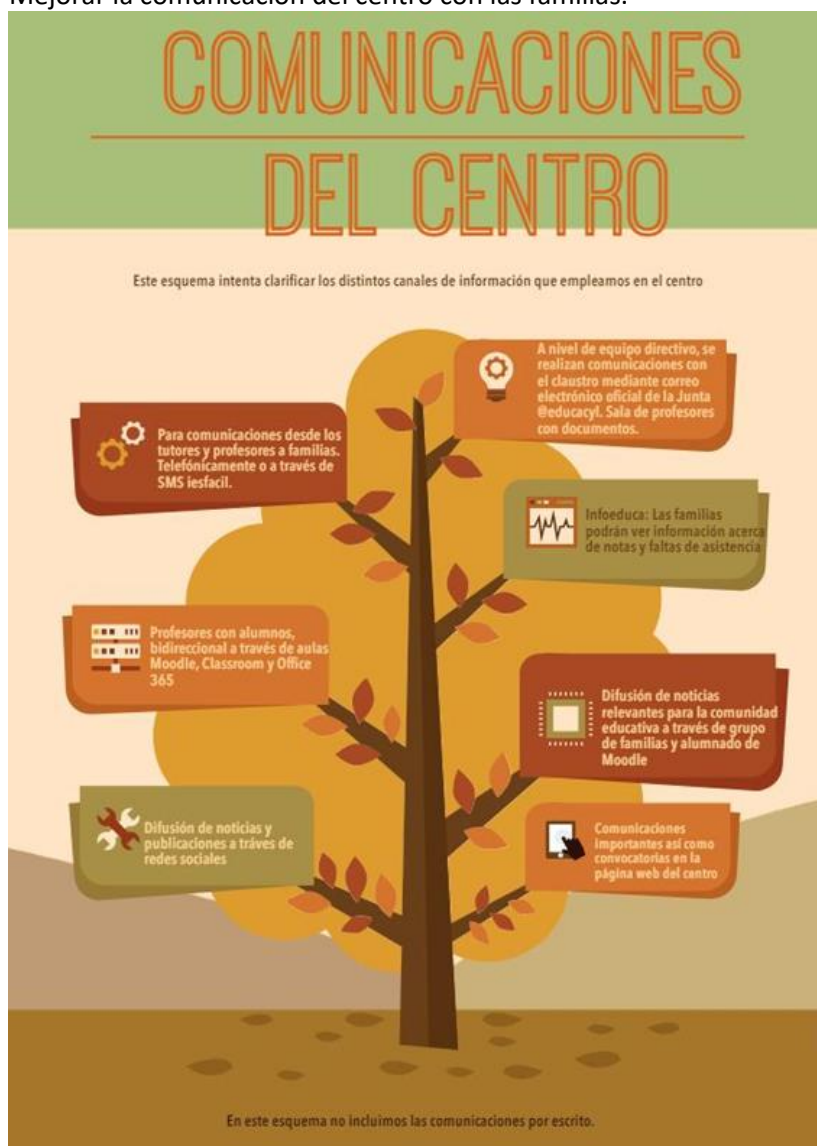 Mejorar la comunicación del centro con las familias.
COMUNICACIONES
DEL CENTRO
Este esquema intenta clarificar los distintos canales de información que empleamos en el centro
A nivel de equipo directivo, se
realizan comunicaciones con
el claustro mediante correo
electrónico oficial de la Junta
@educacyl. Sala de profesores
con documentos.
Para comunicaciones desde los
tutores y profesores a familias.
Telefónicamente o a través de
SMS iesfacil.
Infoeduca: Las familias
podrán ver información acerca
de notas y faltas de asistencia
Profesores con alumnos,
bidireccional a través de aulas
Moodle, Classroom y Office
365
Difusión de noticias
relevantes para la comunidad
educativa a través de grupo
de familias y alumnado de
Moodle
Difusión de noticias y
publicaciones a tráves de
redes sociales
Comunicaciones
importantes así como
convocatorias en la
página web del centro
En este esquema no incluimos las comunicaciones por escrito.